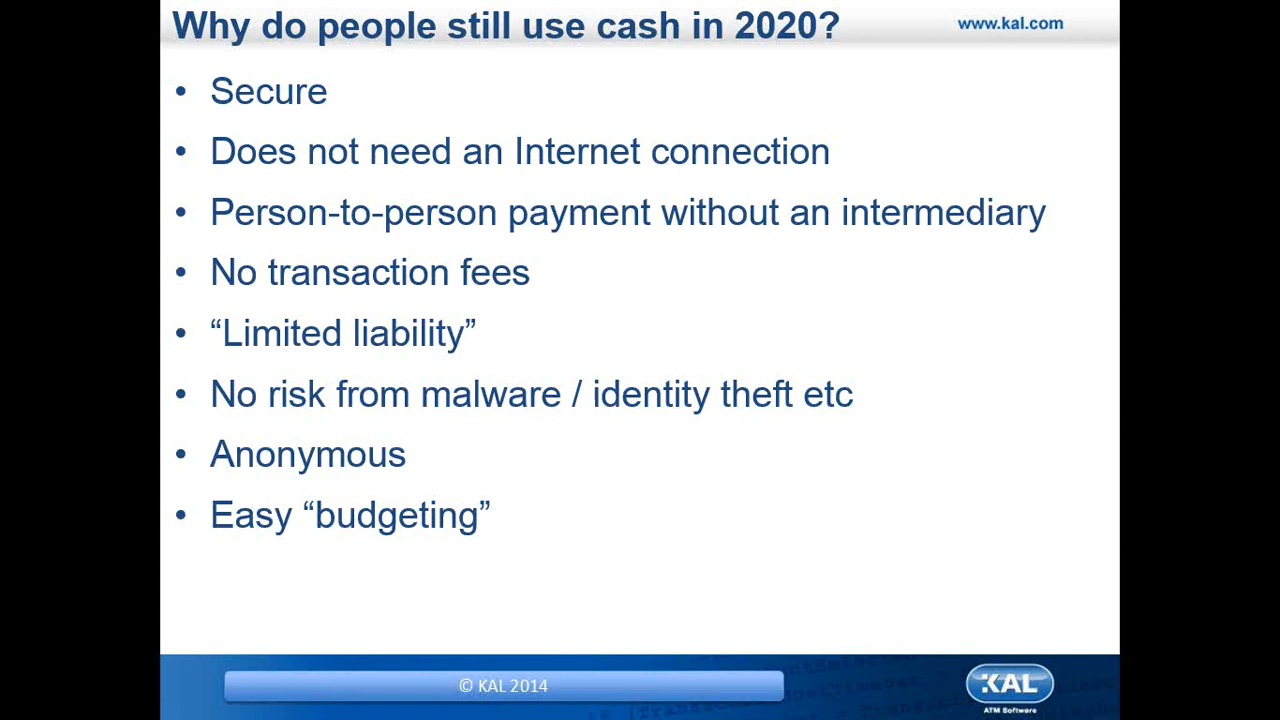 Why do people still use cash in 2020?
www.kal.com
• Secure
• Does not need an Internet connection
• Person-to-person payment without an intermediary
• No transaction fees
• “Limited liability”
• No risk from malware / identity theft etc
• Anonymous
• Easy “budgeting”
© KAL 2014
KAL
ATM Software